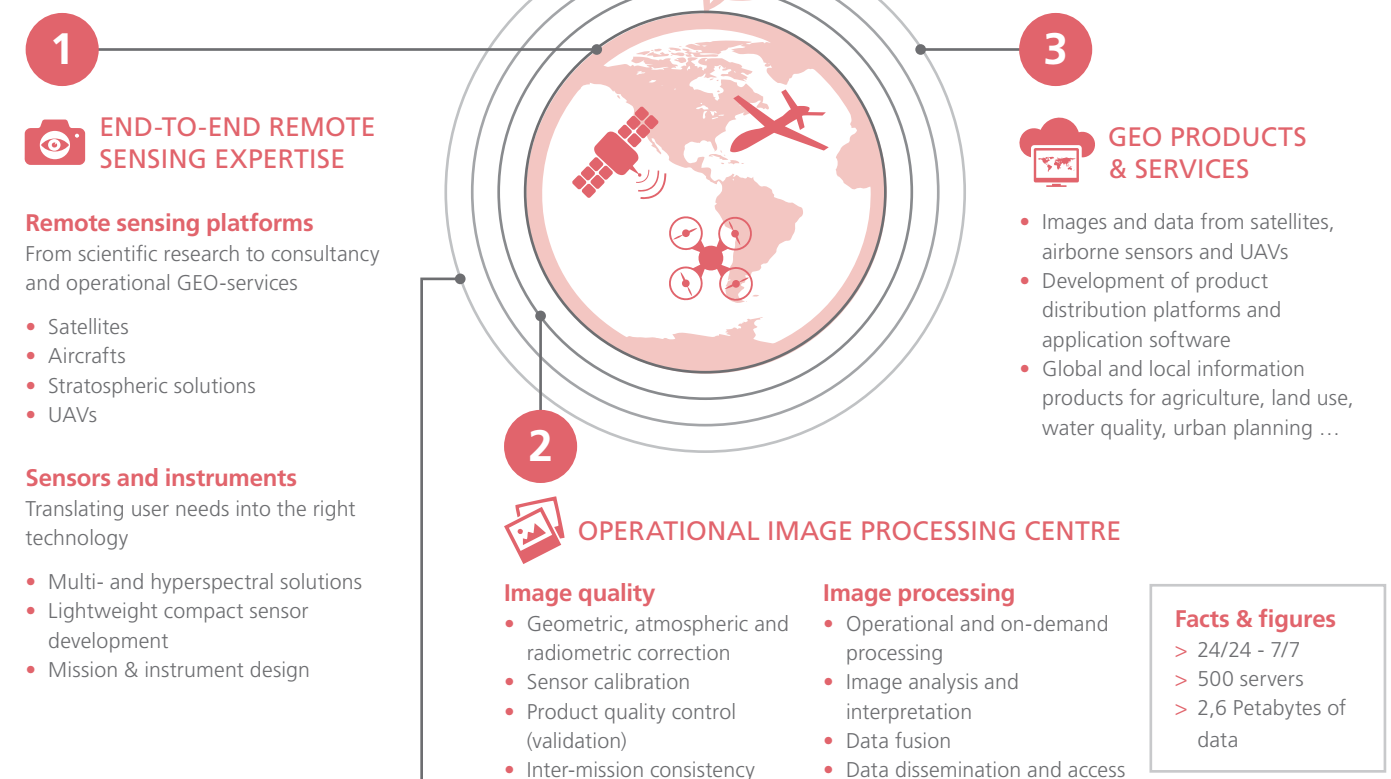 1
END-TO-END REMOTE
SENSING EXPERTISE
Remote sensing platforms
From scientific research to consultancy
and operational GEO-services
• Satellites
• Aircrafts
• Stratospheric solutions
• UAVs
Sensors and instruments
Translating user needs into the right
technology
• Multi- and hyperspectral solutions
• Lightweight compact sensor
development
• Mission & instrument design
2
OPERATIONAL IMAGE PROCESSING CENTRE
Image quality
• Geometric, atmospheric and
radiometric correction
• Sensor calibration
• Product quality control
(validation)
• Inter-mission consistency
Image processing
• Operational and on-demand
processing
• Image analysis and
interpretation
• Data fusion
• Data dissemination and access
Facts & figures
> 24/24 - 7/7
> 500 servers
> 2,6 Petabytes of
data
3
GEO PRODUCTS
& SERVICES
• Images and data from satellites,
airborne sensors and UAVs
• Development of product
distribution platforms and
application software
• Global and local information
products for agriculture, land use,
water quality, urban planning …